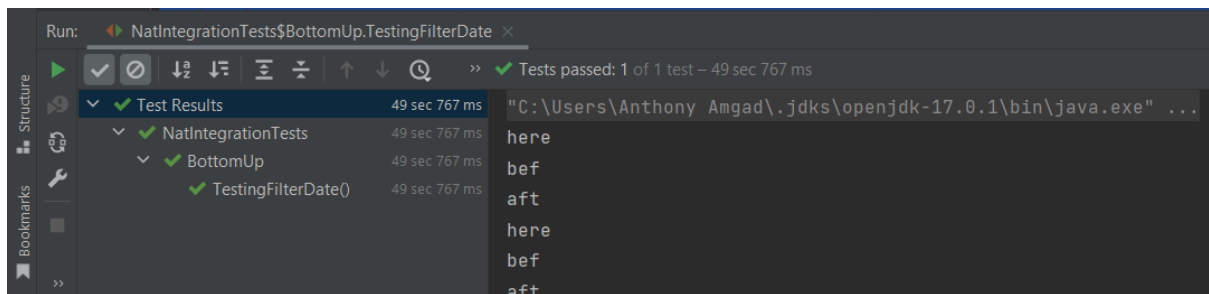 Run: NatIntegrationTests$BottomUp.TestingFilterDate
Tests passed: 1 of 1 test – 49 sec 767 ms
Test Results 49 sec 767 ms
NatIntegrationTests 49 sec 767 ms
BottomUp 49 sec 767 ms
TestingFilterDate() 49 sec 767 ms
"C:\Users\Anthony Amgad\.jdks\openjdk-17.0.1\bin\java.exe" ...
here
bef
aft
here
bef
aft
Structure
Bookmarks